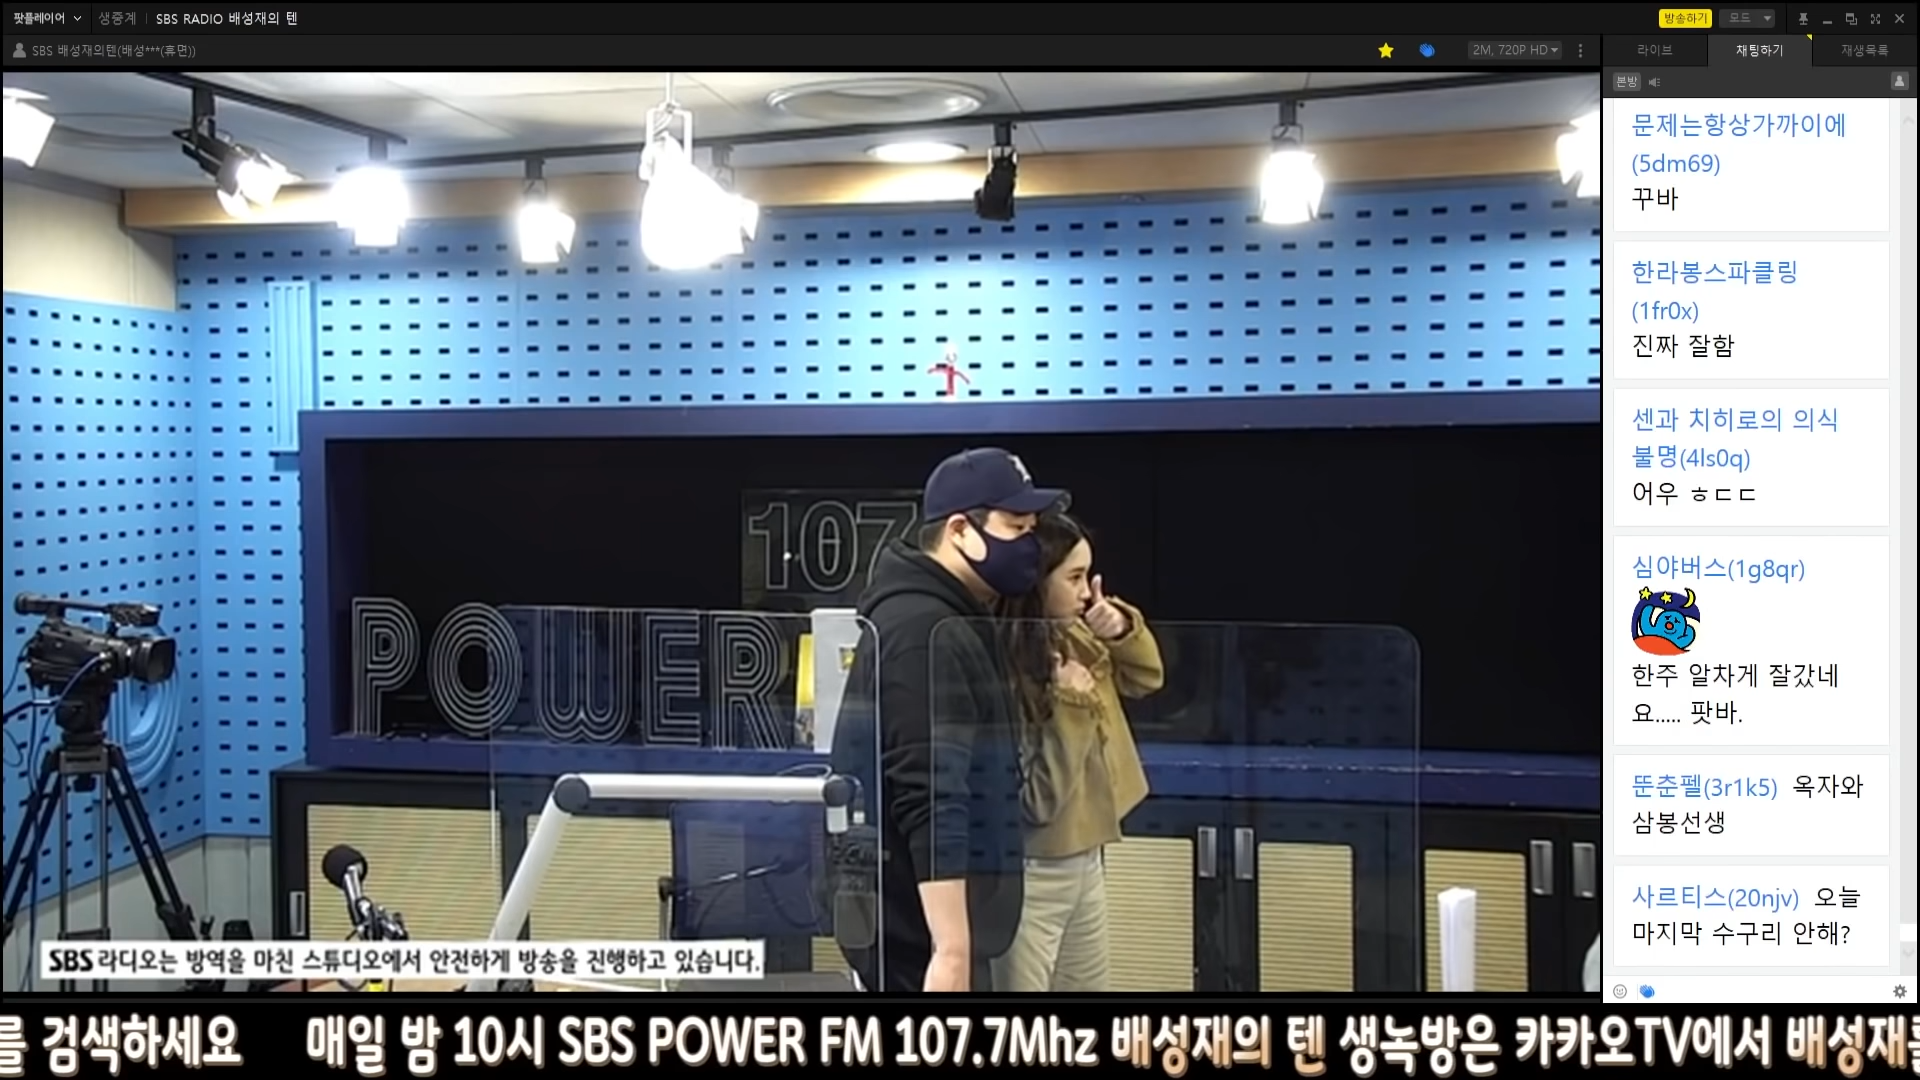 팟플레이어
생중계
SBS RADIO 배성재의 텐
방송하기
모드
SBS 배성재의텐(배성***(휴면))
2M, 720P HD
라이브
채팅하기
재생목록
본방
문제는항상가까이에
(5dm69)
꾸바
한라봉스파클링
(1fr0x)
진짜 잘함
센과 치히로의 의식
불명(4ls0q)
어우 ㅎㄷㄷ
심야버스(1g8qr)
한주 알차게 잘갔네
요..... 팟바.
뚠춘펠(3r1k5) 옥자와
삼봉선생
사르티스(20njv) 오늘
마지막 수구리 안해?
107
POWER
SBS 라디오는 방역을 마친 스튜디오에서 안전하게 방송을 진행하고 있습니다.
를 검색하세요 매일 밤 10시 SBS POWER FM 107.7Mhz 배성재의 텐 생녹방은 카카오TV에서 배성재를